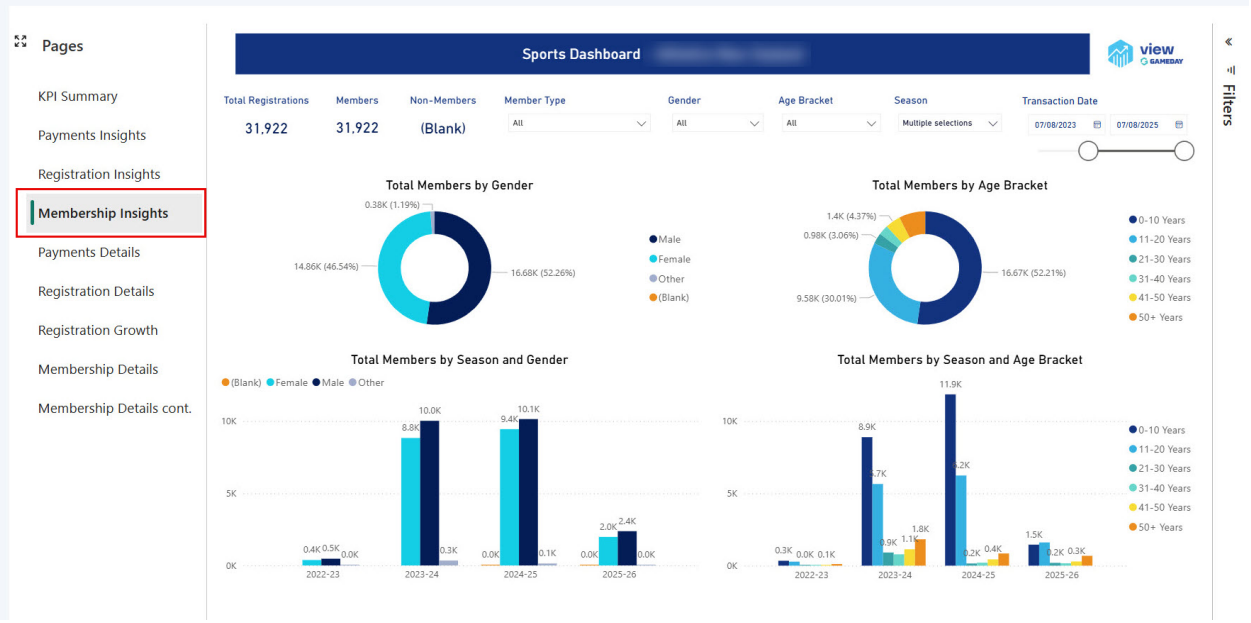 Pages
KPI Summary
Payments Insights
Registration Insights
Membership Insights
Payments Details
Registration Details
Registration Growth
Membership Details
Membership Details cont.
Sports Dashboard
view
GAMEDAY
Filters
Total Registrations
31,922
Members
31,922
Non-Members
(Blank)
Member Type
All
Gender
All
Age Bracket
All
Season
Multiple selections
Transaction Date
07/08/2023 07/08/2025
Total Members by Gender
0.38K (1.19%)
14.86K (46.54%)
16.68K (52.26%)
Male
Female
Other
(Blank)
Total Members by Age Bracket
1.4K (4.37%)
0.98K (3.06%)
9.58K (30.01%)
16.67K (52.21%)
0-10 Years
11-20 Years
21-30 Years
31-40 Years
41-50 Years
50+ Years
Total Members by Season and Gender
(Blank) Female Male Other
10K
5K
0K
0.4K 0.5K 0.0K
8.8K 10.0K 0.3K
0.0K 9.4K 10.1K 0.1K
0.0K 2.0K 2.4K 0.0K
2022-23 2023-24 2024-25 2025-26
Total Members by Season and Age Bracket
10K
5K
0K
0.3K 0.0K 0.1K
8.9K .7K 0.9K 1.1K 1.8K
11.9K .2K 0.2K 0.4K
1.5K 0.2K 0.3K
2022-23 2023-24 2024-25 2025-26
0-10 Years
11-20 Years
21-30 Years
31-40 Years
41-50 Years
50+ Years